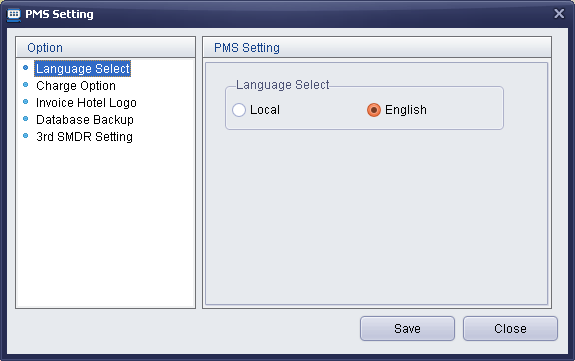 PMS Setting
Option
Language Select
Charge Option
Invoice Hotel Logo
Database Backup
3rd SMDR Setting
PMS Setting
Language Select
Local English
Save Close